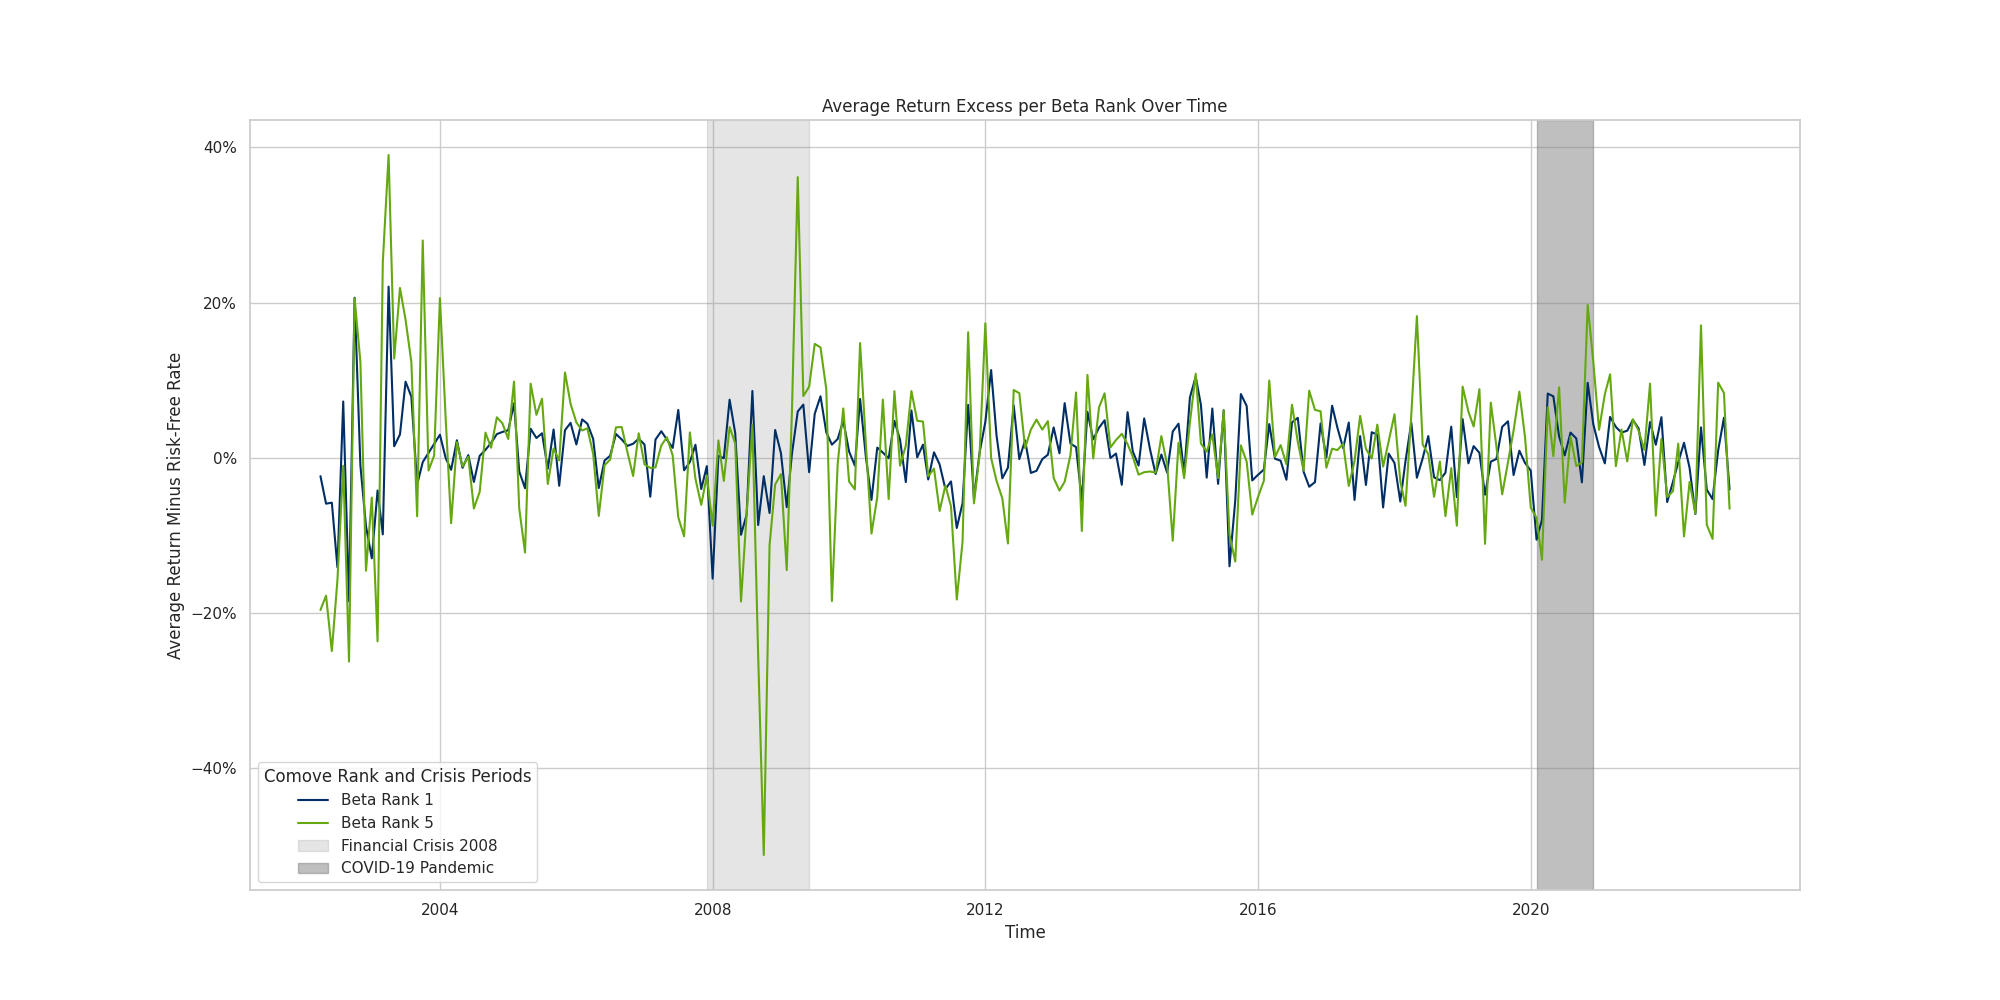 Average Return Excess per Beta Rank Over Time
Average Return Minus Risk-Free Rate
40%
20%
0%
−20%
−40%
Comove Rank and Crisis Periods
Beta Rank 1
Beta Rank 5
Financial Crisis 2008
COVID-19 Pandemic
2004
2008
2012
2016
2020
Time